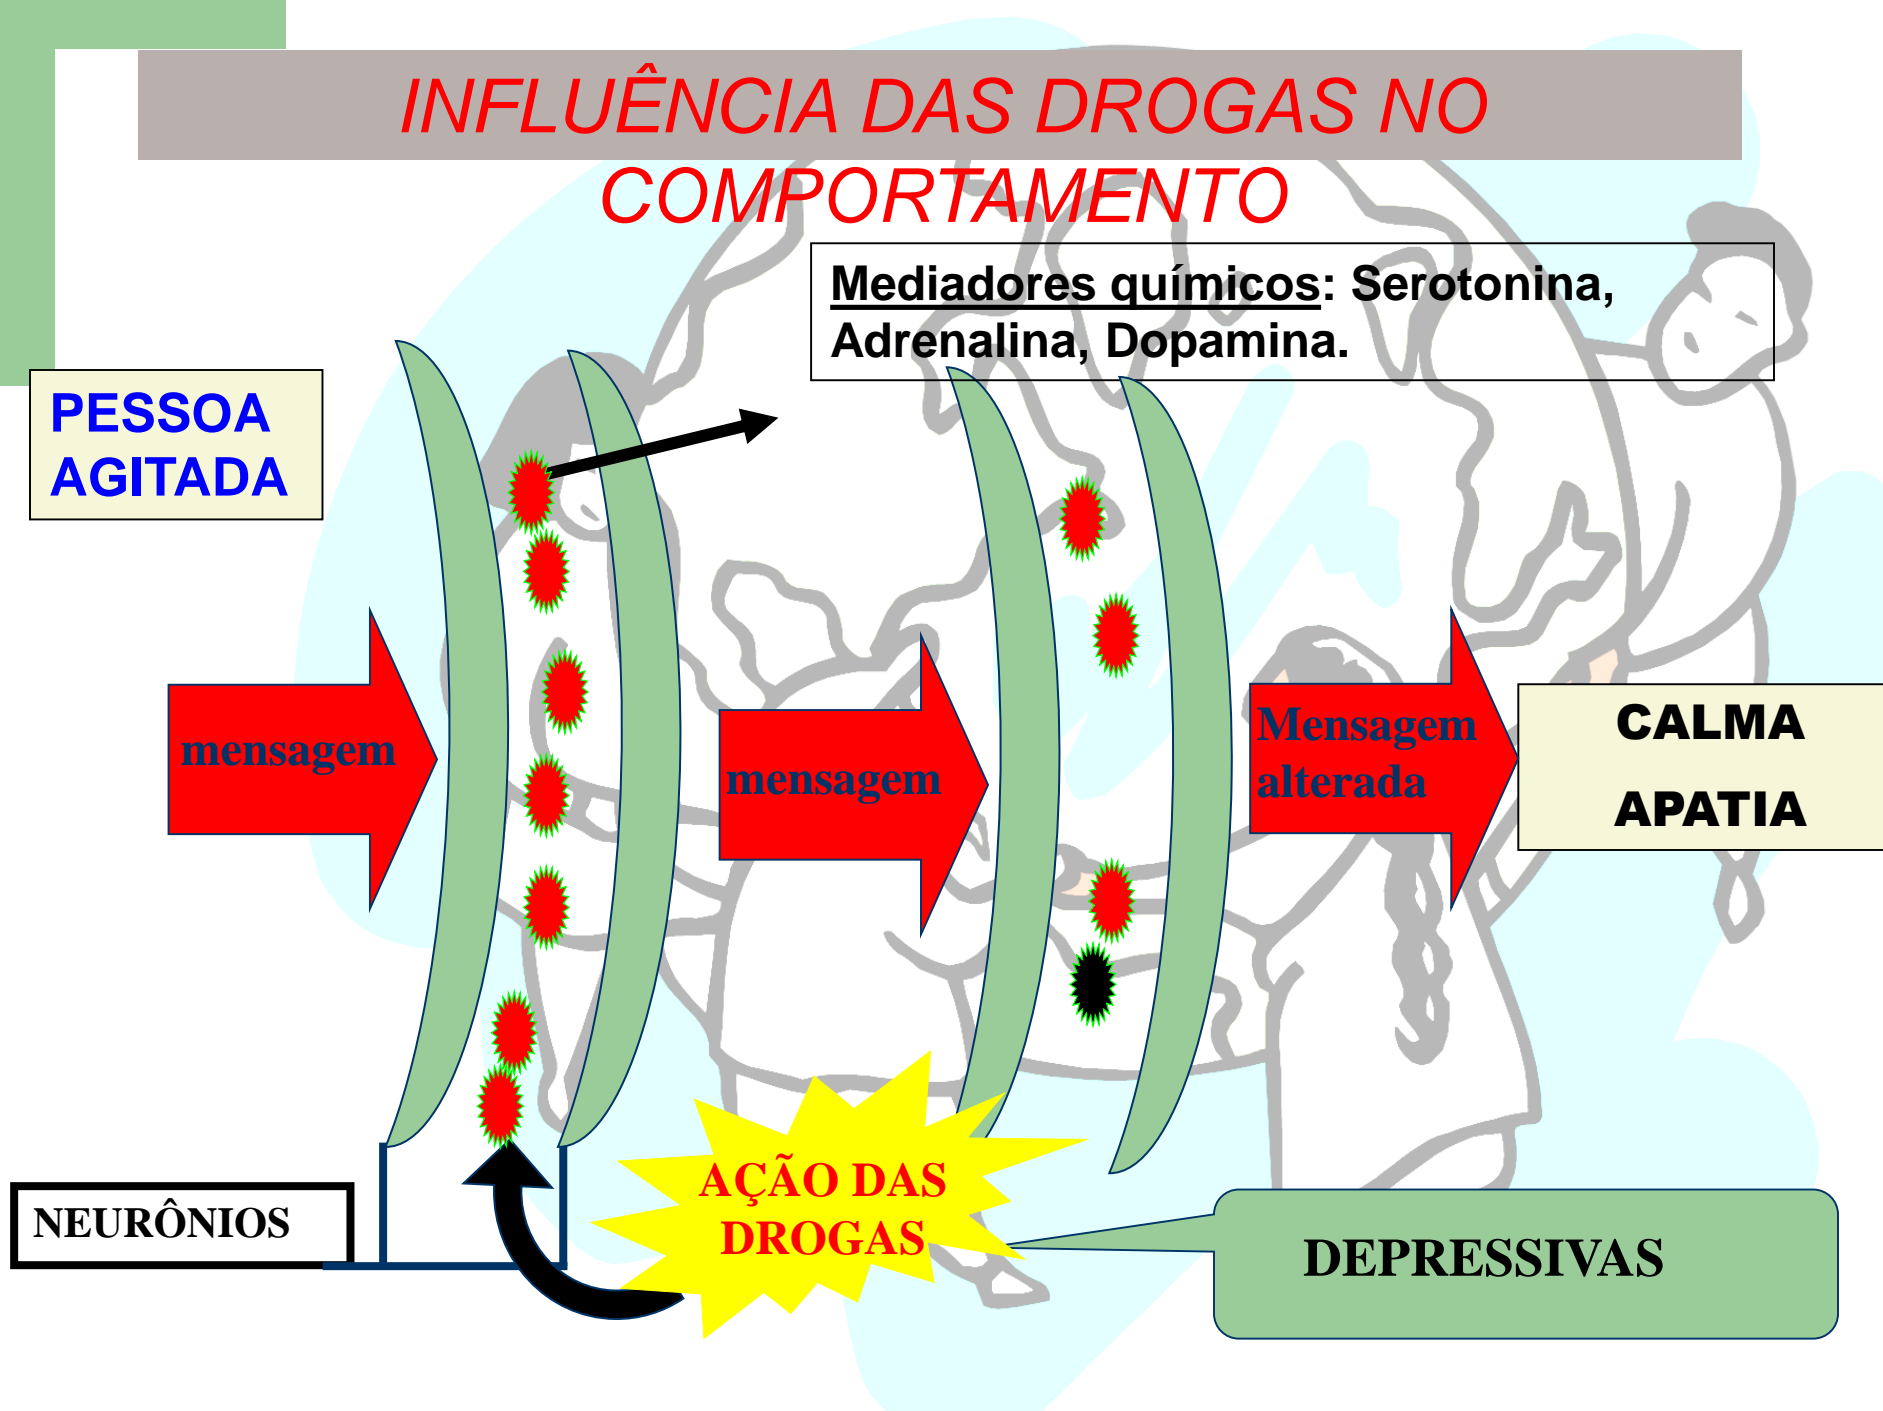 INFLUÊNCIA DAS DROGAS NO
COMPORTAMENTO
Mediadores químicos: Serotonina,
Adrenalina, Dopamina.
PESSOA
AGITADA
mensagem
mensagem
Mensagem
alterada
CALMA
APATIA
NEURÔNIOS
AÇÃO DAS
DROGAS
DEPRESSIVAS